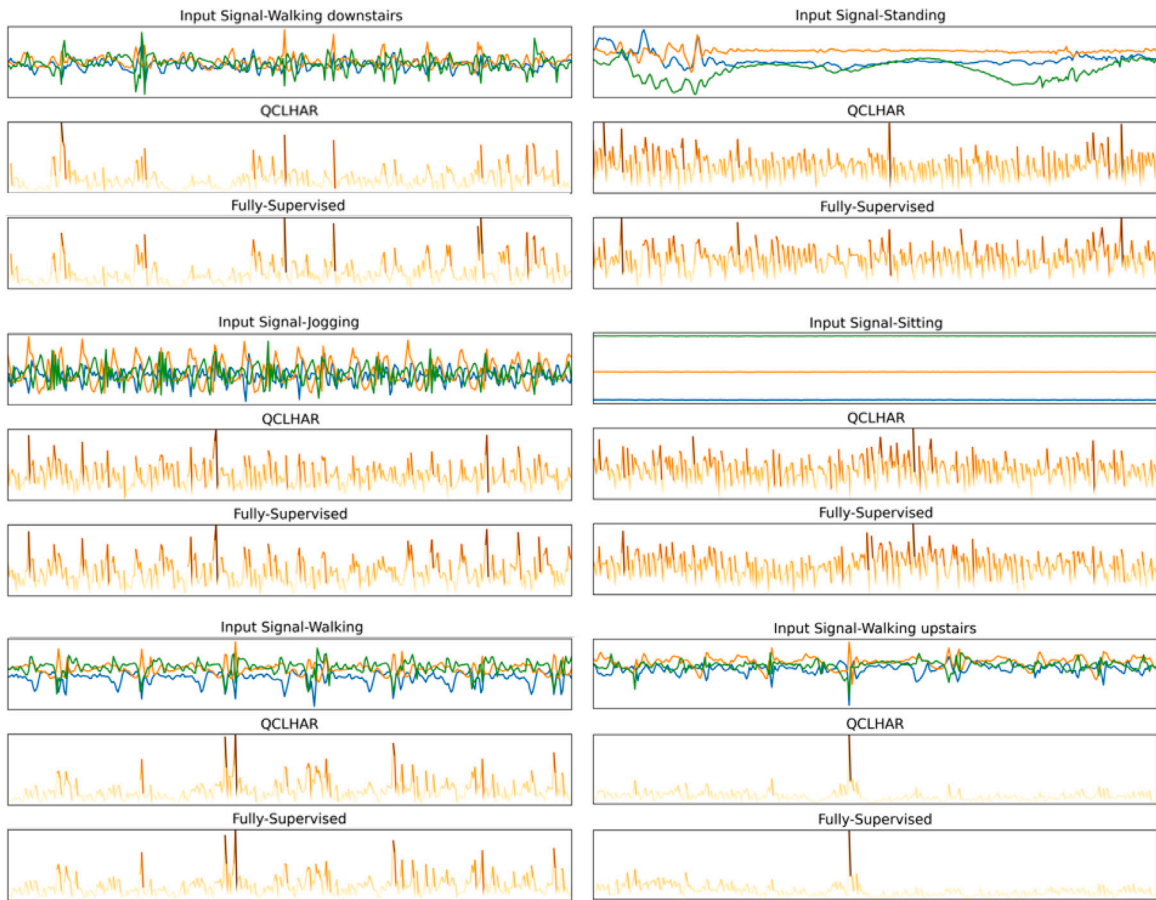 Input Signal-Walking downstairs
QCLHAR
Fully-Supervised
Input Signal-Standing
QCLHAR
Fully-Supervised
Input Signal-Jogging
QCLHAR
Fully-Supervised
Input Signal-Sitting
QCLHAR
Fully-Supervised
Input Signal-Walking
QCLHAR
Fully-Supervised
Input Signal-Walking upstairs
QCLHAR
Fully-Supervised